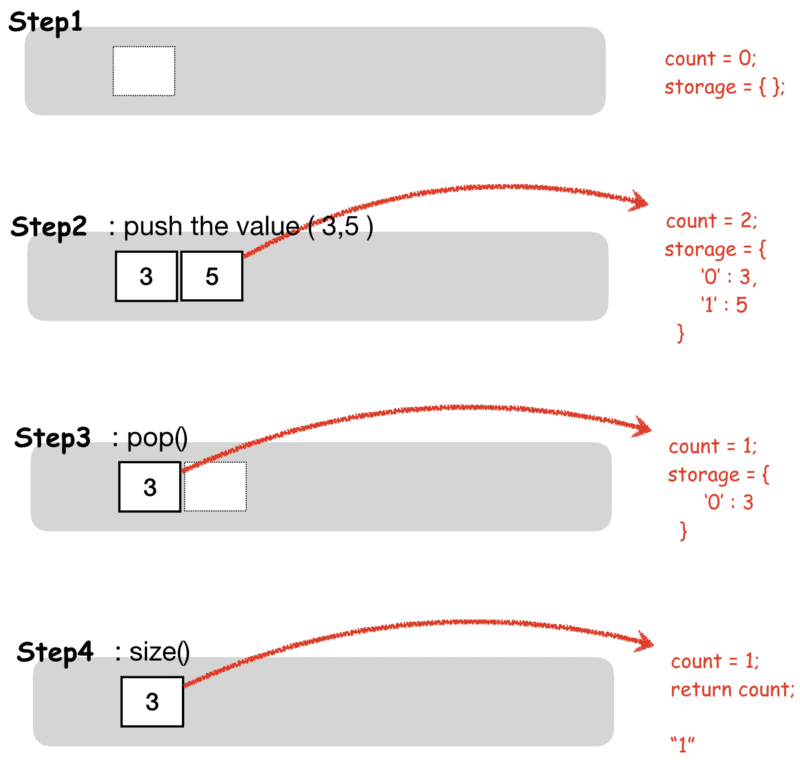 Step1
count = 0;
storage = { };
Step2 : push the value ( 3,5 )
3 5
count = 2;
storage = {
‘0’ : 3,
‘1’ : 5
}
Step3 : pop()
3
count = 1;
storage = {
‘0’ : 3
}
Step4 : size()
3
count = 1;
return count;
“1”